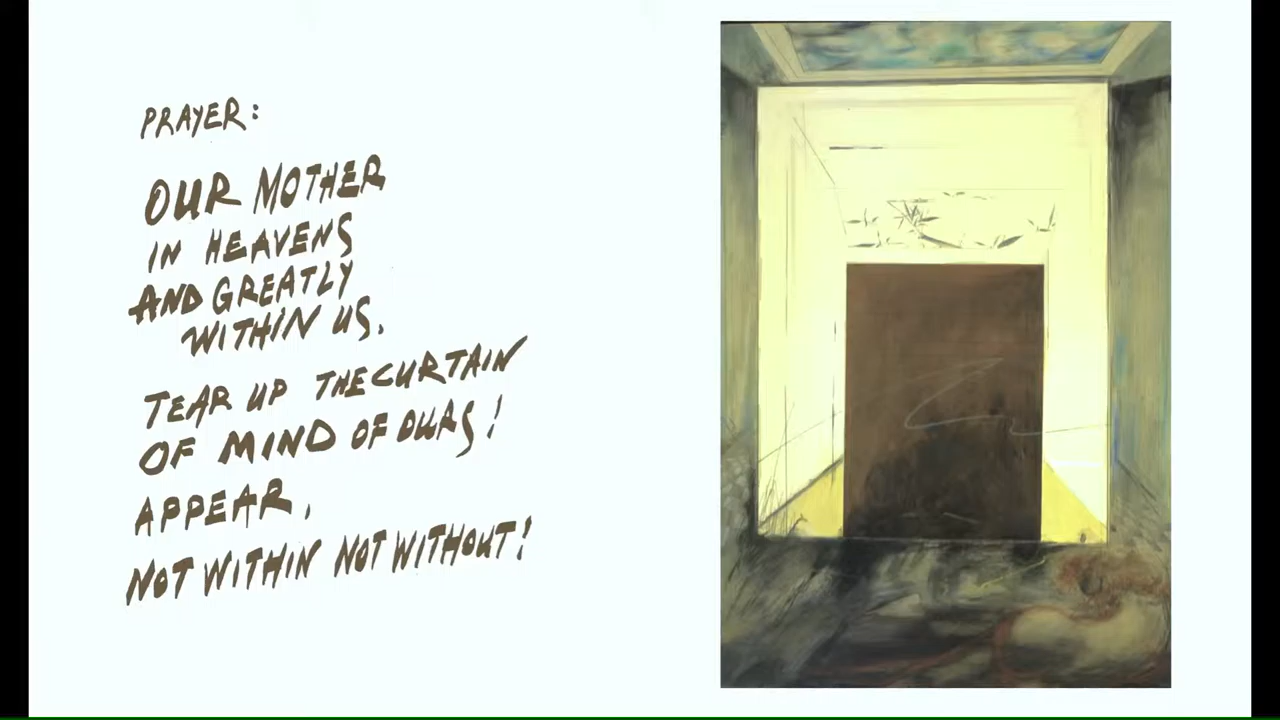 PRAYER:
OUR MOTHER
IN HEAVENS
AND GREATLY
WITHIN US.
TEAR UP THE CURTAIN
OF MIND OF OURS!
APPEAR,
NOT WITHIN NOT WITHOUT!